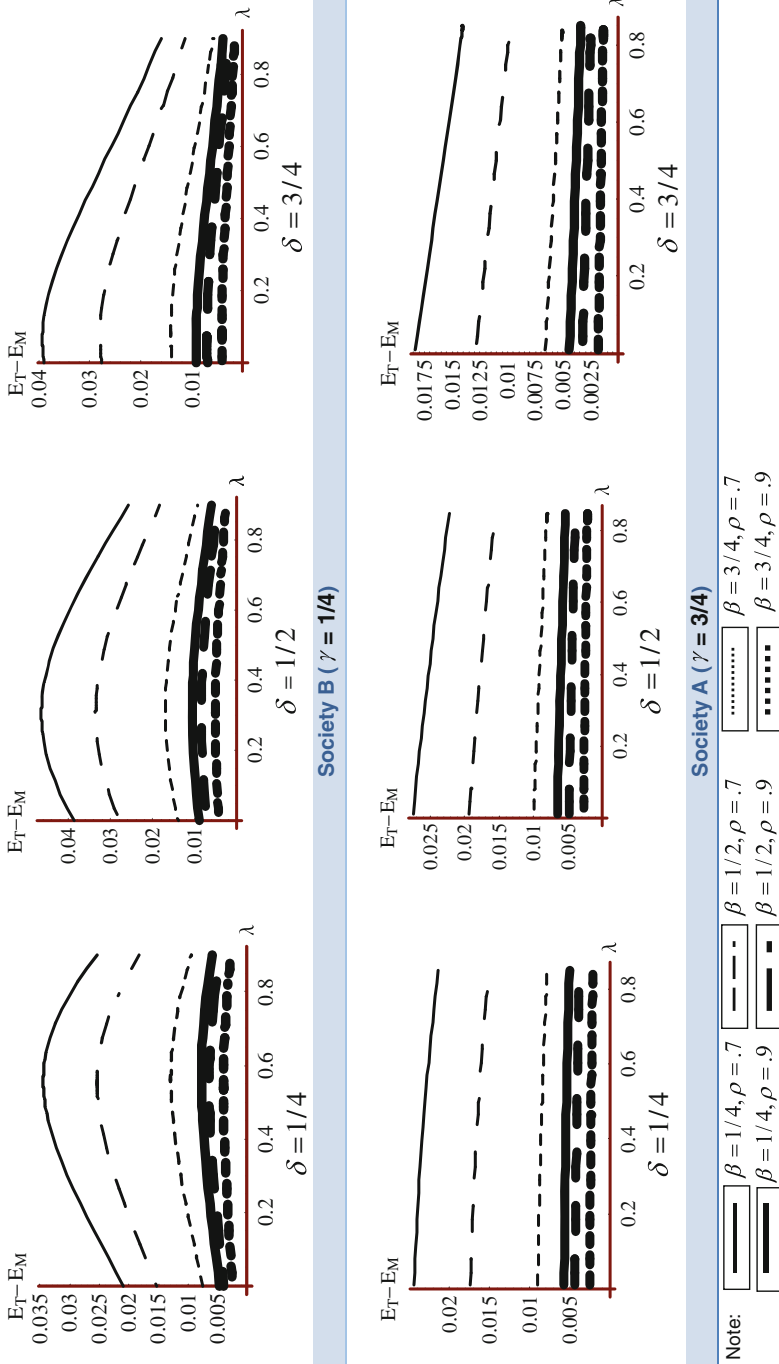 E_T–E_M
0.035
0.03
0.025
0.02
0.015
0.01
0.005
0.2
0.4
0.6
0.8
λ
δ = 1/4
E_T–E_M
0.04
0.03
0.02
0.01
0.2
0.4
0.6
0.8
λ
δ = 1/2
E_T–E_M
0.04
0.03
0.02
0.01
0.2
0.4
0.6
0.8
λ
δ = 3/4
Society B ( γ = 1/4)
E_T–E_M
0.02
0.015
0.01
0.005
0.2
0.4
0.6
0.8
λ
δ = 1/4
E_T–E_M
0.025
0.02
0.015
0.01
0.005
0.2
0.4
0.6
0.8
λ
δ = 1/2
E_T–E_M
0.0175
0.015
0.0125
0.01
0.0075
0.005
0.0025
0.2
0.4
0.6
0.8
λ
δ = 3/4
Society A ( γ = 3/4)
Note:
β = 1/4, ρ = .7
β = 1/2, ρ = .7
β = 3/4, ρ = .7
β = 1/4, ρ = .9
β = 1/2, ρ = .9
β = 3/4, ρ = .9